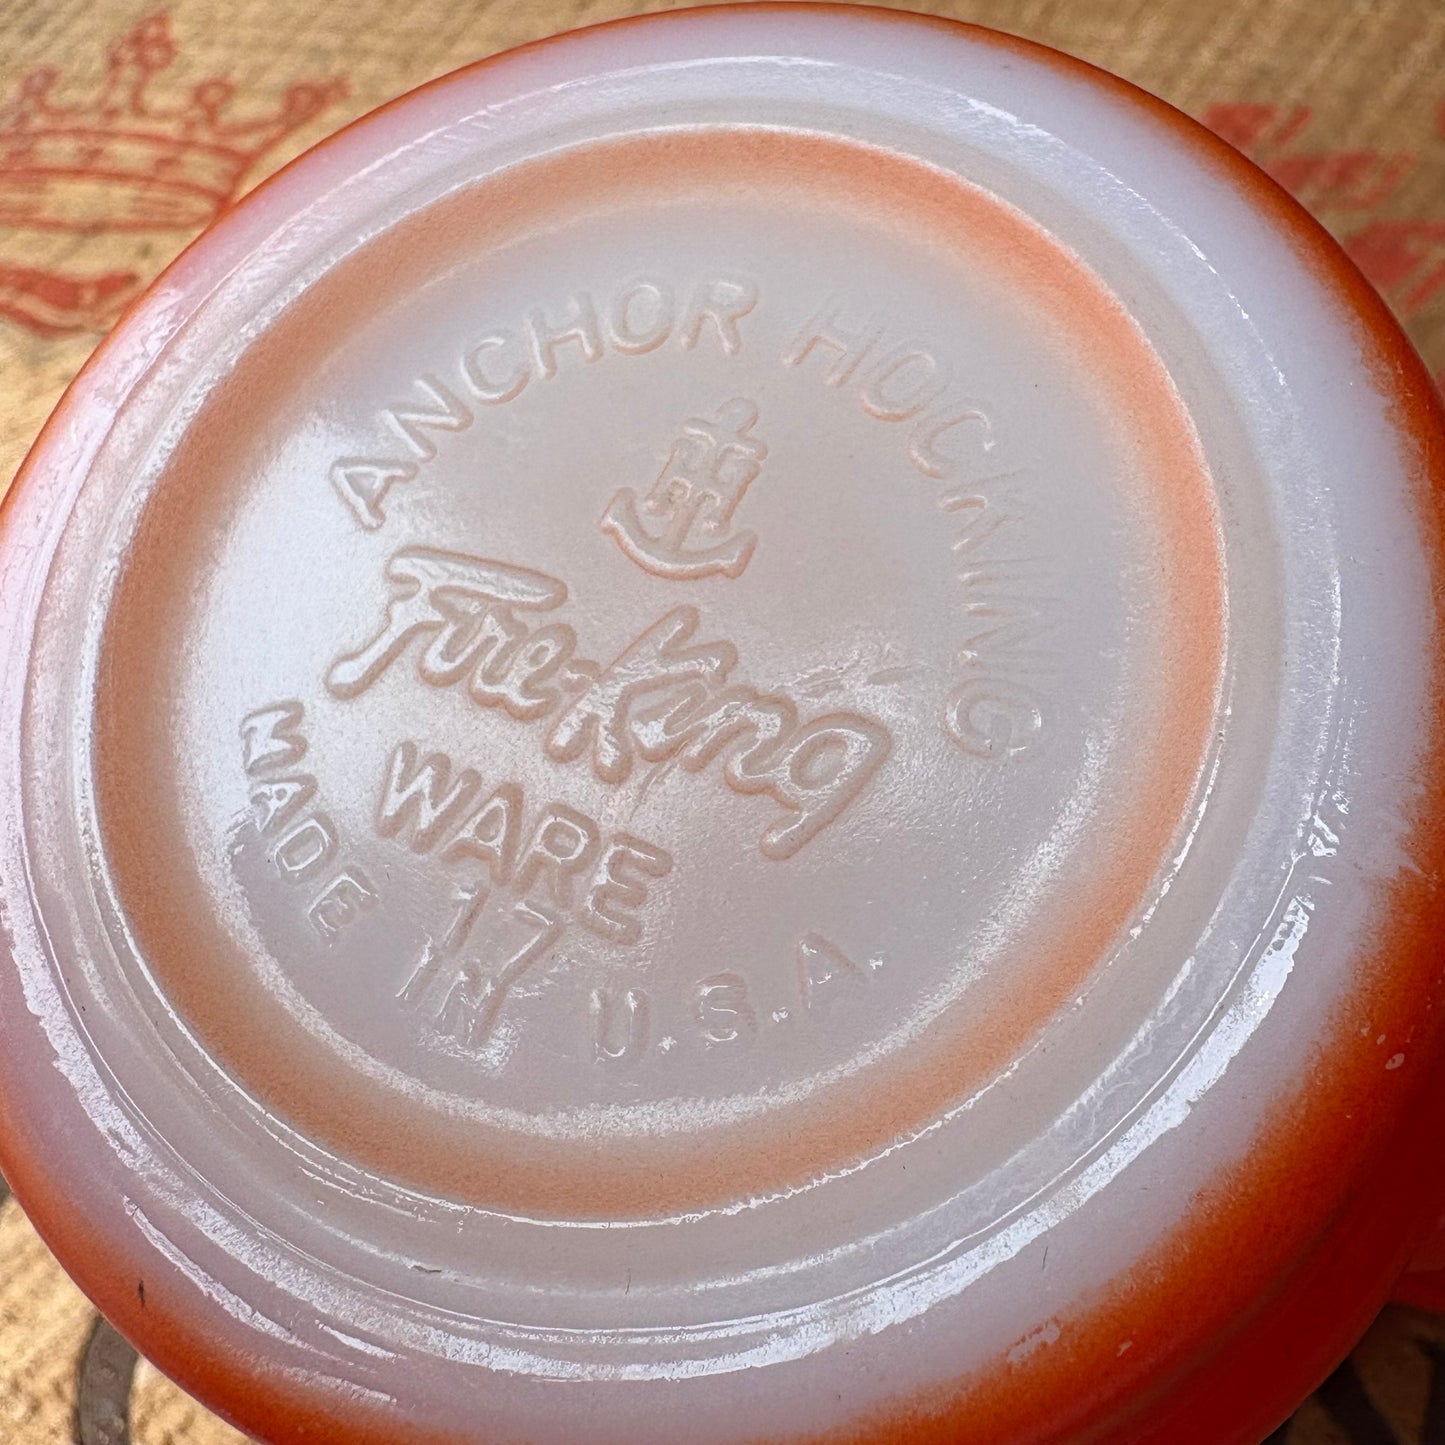 ANCHOR HOCKING
Fire-King
WARE
17
MADE IN U.S.A.